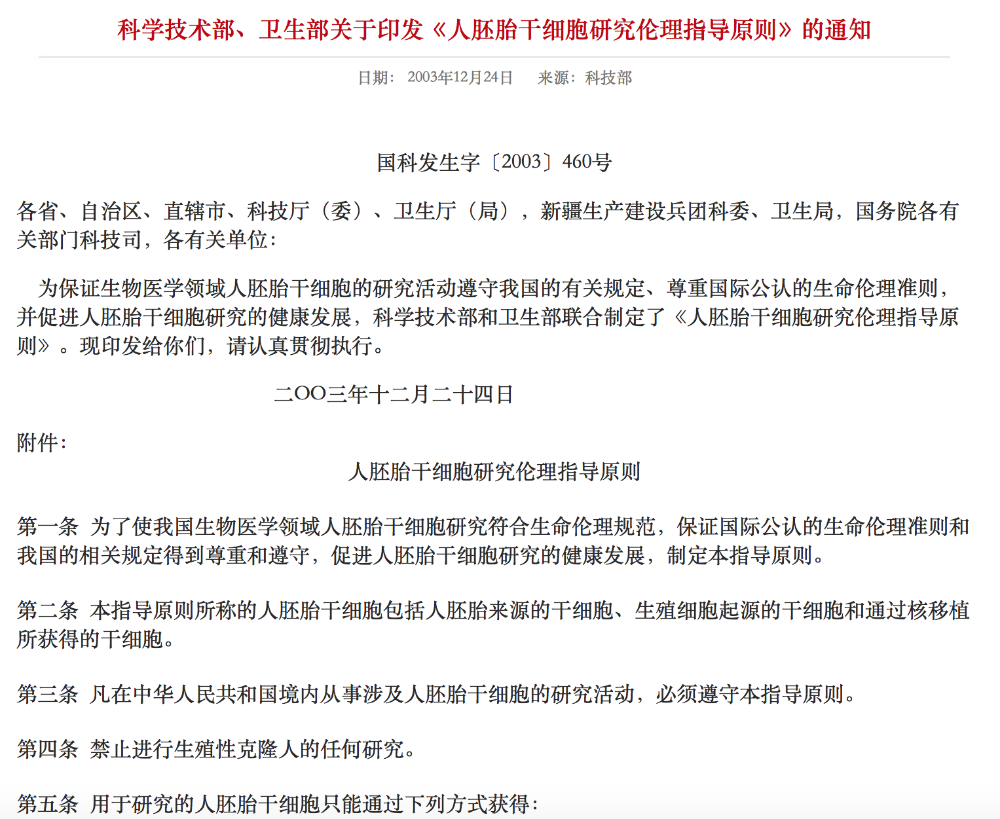 科学技术部、卫生部关于印发《人胚胎干细胞研究伦理指导原则》的通知
日期： 2003年12月24日 来源：科技部
国科发生字〔2003〕460号
各省、自治区、直辖市、科技厅（委）、卫生厅（局），新疆生产建设兵团科委、卫生局，国务院各有
关部门科技司，各有关单位：
为保证生物医学领域人胚胎干细胞的研究活动遵守我国的有关规定、尊重国际公认的生命伦理准则，
并促进人胚胎干细胞研究的健康发展，科学技术部和卫生部联合制定了《人胚胎干细胞研究伦理指导原
则》。现印发给你们，请认真贯彻执行。
二〇〇三年十二月二十四日
附件：
人胚胎干细胞研究伦理指导原则
第一条 为了使我国生物医学领域人胚胎干细胞研究符合生命伦理规范，保证国际公认的生命伦理准则和
我国的相关规定得到尊重和遵守，促进人胚胎干细胞研究的健康发展，制定本指导原则。
第二条 本指导原则所称的人胚胎干细胞包括人胚胎来源的干细胞、生殖细胞起源的干细胞和通过核移植
所获得的干细胞。
第三条 凡在中华人民共和国境内从事涉及人胚胎干细胞的研究活动，必须遵守本指导原则。
第四条 禁止进行生殖性克隆人的任何研究。
第五条 用于研究的人胚胎干细胞只能通过下列方式获得：